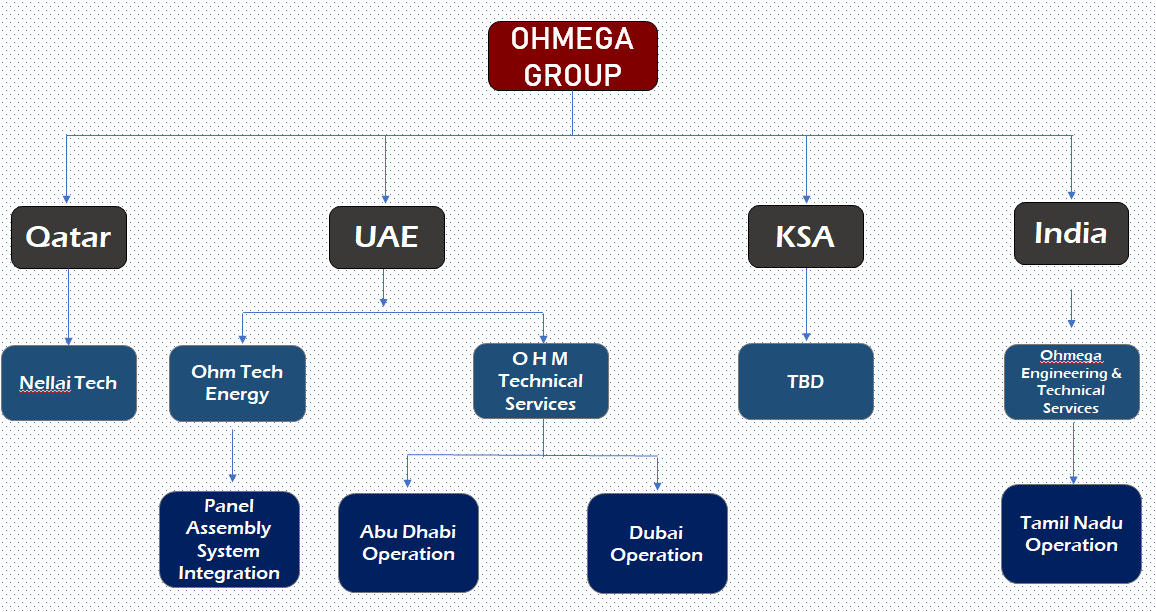 OHMEGA
GROUP
Qatar
UAE
KSA
India
Nellai Tech
Ohm Tech
Energy
O H M
Technical
Services
TBD
Ohmega
Engineering &
Technical
Services
Panel
Assembly
System
Integration
Abu Dhabi
Operation
Dubai
Operation
Tamil Nadu
Operation